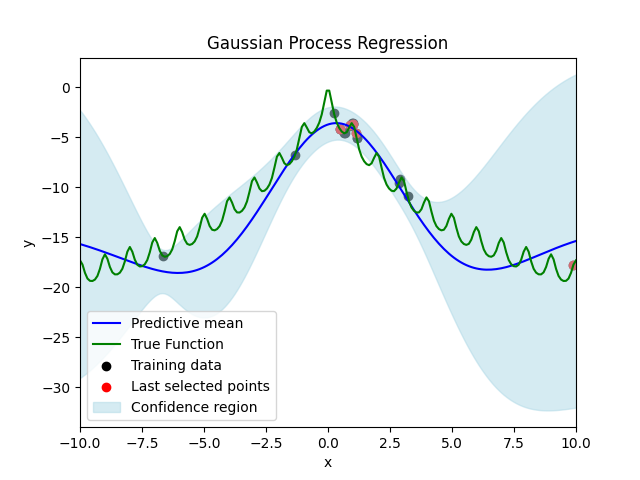 Gaussian Process Regression
y
0
−5
−10
−15
−20
−25
−30
Predictive mean
True Function
Training data
Last selected points
Confidence region
−10.0 −7.5 −5.0 −2.5 0.0 2.5 5.0 7.5 10.0
x